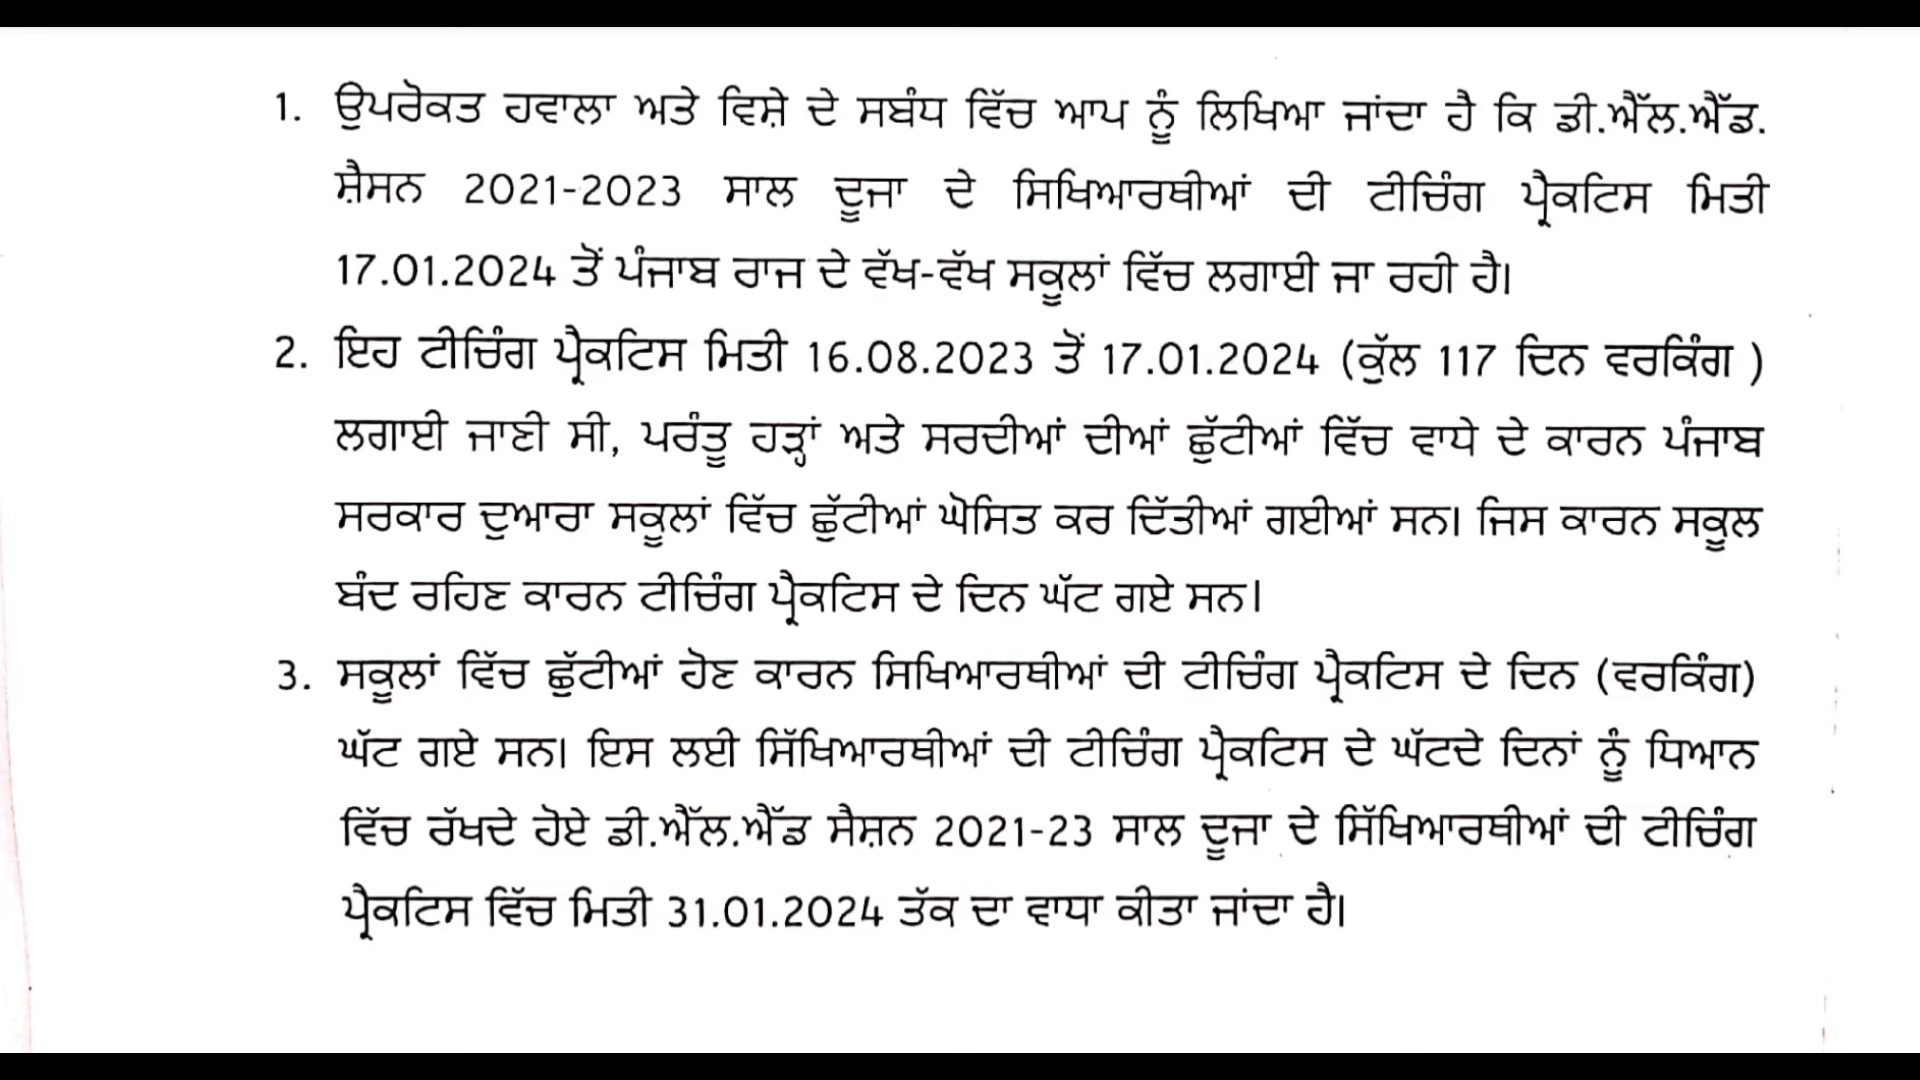 1. ਉਪਰੋਕਤ ਹਵਾਲਾ ਅਤੇ ਵਿਸ਼ੇ ਦੇ ਸਬੰਧ ਵਿੱਚ ਆਪ ਨੂੰ ਲਿਖਿਆ ਜਾਂਦਾ ਹੈ ਕਿ ਡੀ.ਐੱਲ.ਐੱਡ.
ਸ਼ੈਸਨ 2021-2023 ਸਾਲ ਦੂਜਾ ਦੇ ਸਿਖਿਆਰਥੀਆਂ ਦੀ ਟੀਚਿੰਗ ਪ੍ਰੈਕਟਿਸ ਮਿਤੀ
17.01.2024 ਤੋਂ ਪੰਜਾਬ ਰਾਜ ਦੇ ਵੱਖ-ਵੱਖ ਸਕੂਲਾਂ ਵਿੱਚ ਲਗਾਈ ਜਾ ਰਹੀ ਹੈ।
2. ਇਹ ਟੀਚਿੰਗ ਪ੍ਰੈਕਟਿਸ ਮਿਤੀ 16.08.2023 ਤੋਂ 17.01.2024 (ਕੁੱਲ 117 ਦਿਨ ਵਰਕਿੰਗ )
ਲਗਾਈ ਜਾਣੀ ਸੀ, ਪਰੰਤੂ ਹੜ੍ਹਾਂ ਅਤੇ ਸਰਦੀਆਂ ਦੀਆਂ ਛੁੱਟੀਆਂ ਵਿੱਚ ਵਾਧੇ ਦੇ ਕਾਰਨ ਪੰਜਾਬ
ਸਰਕਾਰ ਦੁਆਰਾ ਸਕੂਲਾਂ ਵਿੱਚ ਛੁੱਟੀਆਂ ਘੋਸਿਤ ਕਰ ਦਿੱਤੀਆਂ ਗਈਆਂ ਸਨ। ਜਿਸ ਕਾਰਨ ਸਕੂਲ
ਬੰਦ ਰਹਿਣ ਕਾਰਨ ਟੀਚਿੰਗ ਪ੍ਰੈਕਟਿਸ ਦੇ ਦਿਨ ਘੱਟ ਗਏ ਸਨ।
3. ਸਕੂਲਾਂ ਵਿੱਚ ਛੁੱਟੀਆਂ ਹੋਣ ਕਾਰਨ ਸਿਖਿਆਰਥੀਆਂ ਦੀ ਟੀਚਿੰਗ ਪ੍ਰੈਕਟਿਸ ਦੇ ਦਿਨ (ਵਰਕਿੰਗ)
ਘੱਟ ਗਏ ਸਨ। ਇਸ ਲਈ ਸਿੱਖਿਆਰਥੀਆਂ ਦੀ ਟੀਚਿੰਗ ਪ੍ਰੈਕਟਿਸ ਦੇ ਘੱਟਦੇ ਦਿਨਾਂ ਨੂੰ ਧਿਆਨ
ਵਿੱਚ ਰੱਖਦੇ ਹੋਏ ਡੀ.ਐੱਲ.ਐੱਡ ਸੈਸ਼ਨ 2021-23 ਸਾਲ ਦੂਜਾ ਦੇ ਸਿੱਖਿਆਰਥੀਆਂ ਦੀ ਟੀਚਿੰਗ
ਪ੍ਰੈਕਟਿਸ ਵਿੱਚ ਮਿਤੀ 31.01.2024 ਤੱਕ ਦਾ ਵਾਧਾ ਕੀਤਾ ਜਾਂਦਾ ਹੈ।